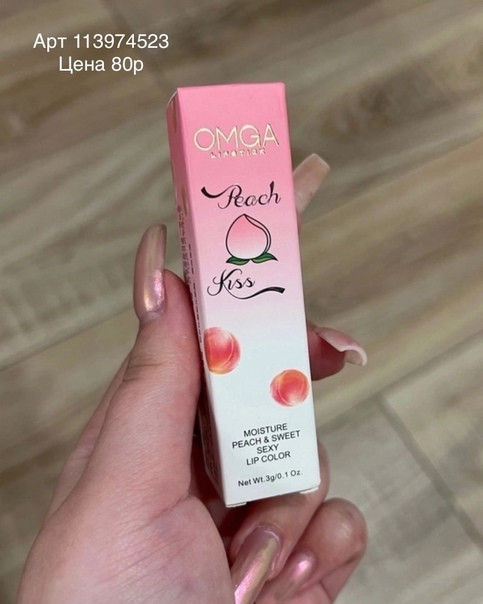 Арт 113974523
Цена 80р
OMGA
LIPSTICK
Peach
Kiss
MOISTURE
PEACH & SWEET
SEXY
LIP COLOR
Net Wt.3g/0.1 Oz.